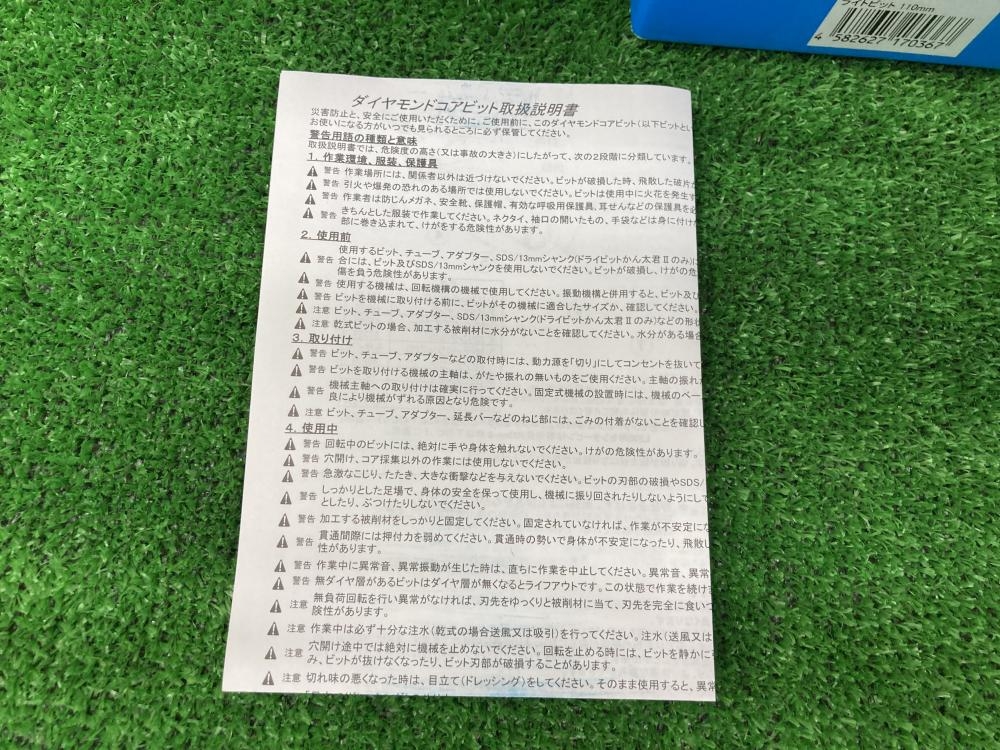 ライトビット 110mm
4 582627 170367
ダイヤモンドコアビット取扱説明書
災害防止と、安全にご使用いただくために、ご使用前に、このダイヤモンドコアビット(以下ビットとい
お使いになる方がいつでも見られるところに必ず保管してください。
警告用語の種類と意味
取扱説明書では、危険度の高さ(又は事故の大きさ)にしたがって、次の2段階に分類しています。
1. 作業環境、服装、保護具
警告 作業場所には、関係者以外は近づけないでください。ビットが破損した時、飛散した破片が
警告 引火や爆発の恐れのある場所では使用しないでください。ビットは使用中に火花を発生す
警告 作業者は防じんメガネ、安全靴、保護帽、有効な呼吸用保護具、耳せんなどの保護具を必
警告 きちんとした服装で作業してください。ネクタイ、袖口の開いたもの、手袋などは身に付け
部に巻き込まれて、けがをする危険性があります。
2. 使用前
使用するビット、チューブ、アダプター、SDS/13mmシャンク(ドライビットかん太君Ⅱのみ)に
警告 合には、ビット及びSDS/13mmシャンクを使用しないでください。ビットが破損し、けがの危
傷を負う危険性があります。
警告 使用する機械は、回転機構の機械で使用してください。振動機構と併用すると、ビット及び
警告 ビットを機械に取り付ける前に、ビットがその機械に適合したサイズか、確認してください。
注意 ビット、チューブ、アダプター、SDS/13mmシャンク(ドライビットかん太君Ⅱのみ)などの形状
注意 乾式ビットの場合、加工する被削材に水分がないことを確認してください。水分がある場合
3. 取り付け
警告 ビット、チューブ、アダプターなどの取付時には、動力源を「切り」にしてコンセントを抜いて
警告 ビットを取り付ける機械の主軸は、がたや振れの無いものをご使用ください。主軸の振れ
警告 機械主軸への取り付けは確実に行ってください。固定式機械の設置時には、機械のベー
良により機械がずれる原因となり危険です。
注意 ビット、チューブ、アダプター、延長バーなどのねじ部には、ごみの付着がないことを確認し
4. 使用中
警告 回転中のビットには、絶対に手や身体を触れないでください。けがの危険性があります。
警告 穴開け、コア採集以外の作業には使用しないでください。
警告 急激なこじり、たたき、大きな衝撃などを与えないでください。ビットの刃部の破損やSDS/
警告 しっかりとした足場で、身体の安全を保って使用し、機械に振り回されたりしないようにして
としたり、ぶつけたりしないでください。
警告 加工する被削材をしっかりと固定してください。固定されていなければ、作業が不安定にな
警告 貫通間際には押付力を弱めてください。貫通時の勢いで身体が不安定になったり、飛散し
性があります。
警告 作業中に異常音、異常振動が生じた時は、直ちに作業を中止してください。異常音、異常
警告 無ダイヤ層があるビットはダイヤ層が無くなるとライフアウトです。この状態で作業を続け
注意 無負荷回転を行い異常がなければ、刃先をゆっくりと被削材に当て、刃先を完全に食いつ
険性があります。
注意 作業中は必ず十分な注水(乾式の場合送風又は吸引)を行ってください。注水(送風又は
注意 穴開け途中では絶対に機械を止めないでください。回転を止める時には、ビットを静かに
み、ビットが抜けなくなったり、ビット刃部が破損することがあります。
注意 切れ味の悪くなった時は、目立て(ドレッシング)をしてください。そのまま使用すると、異常